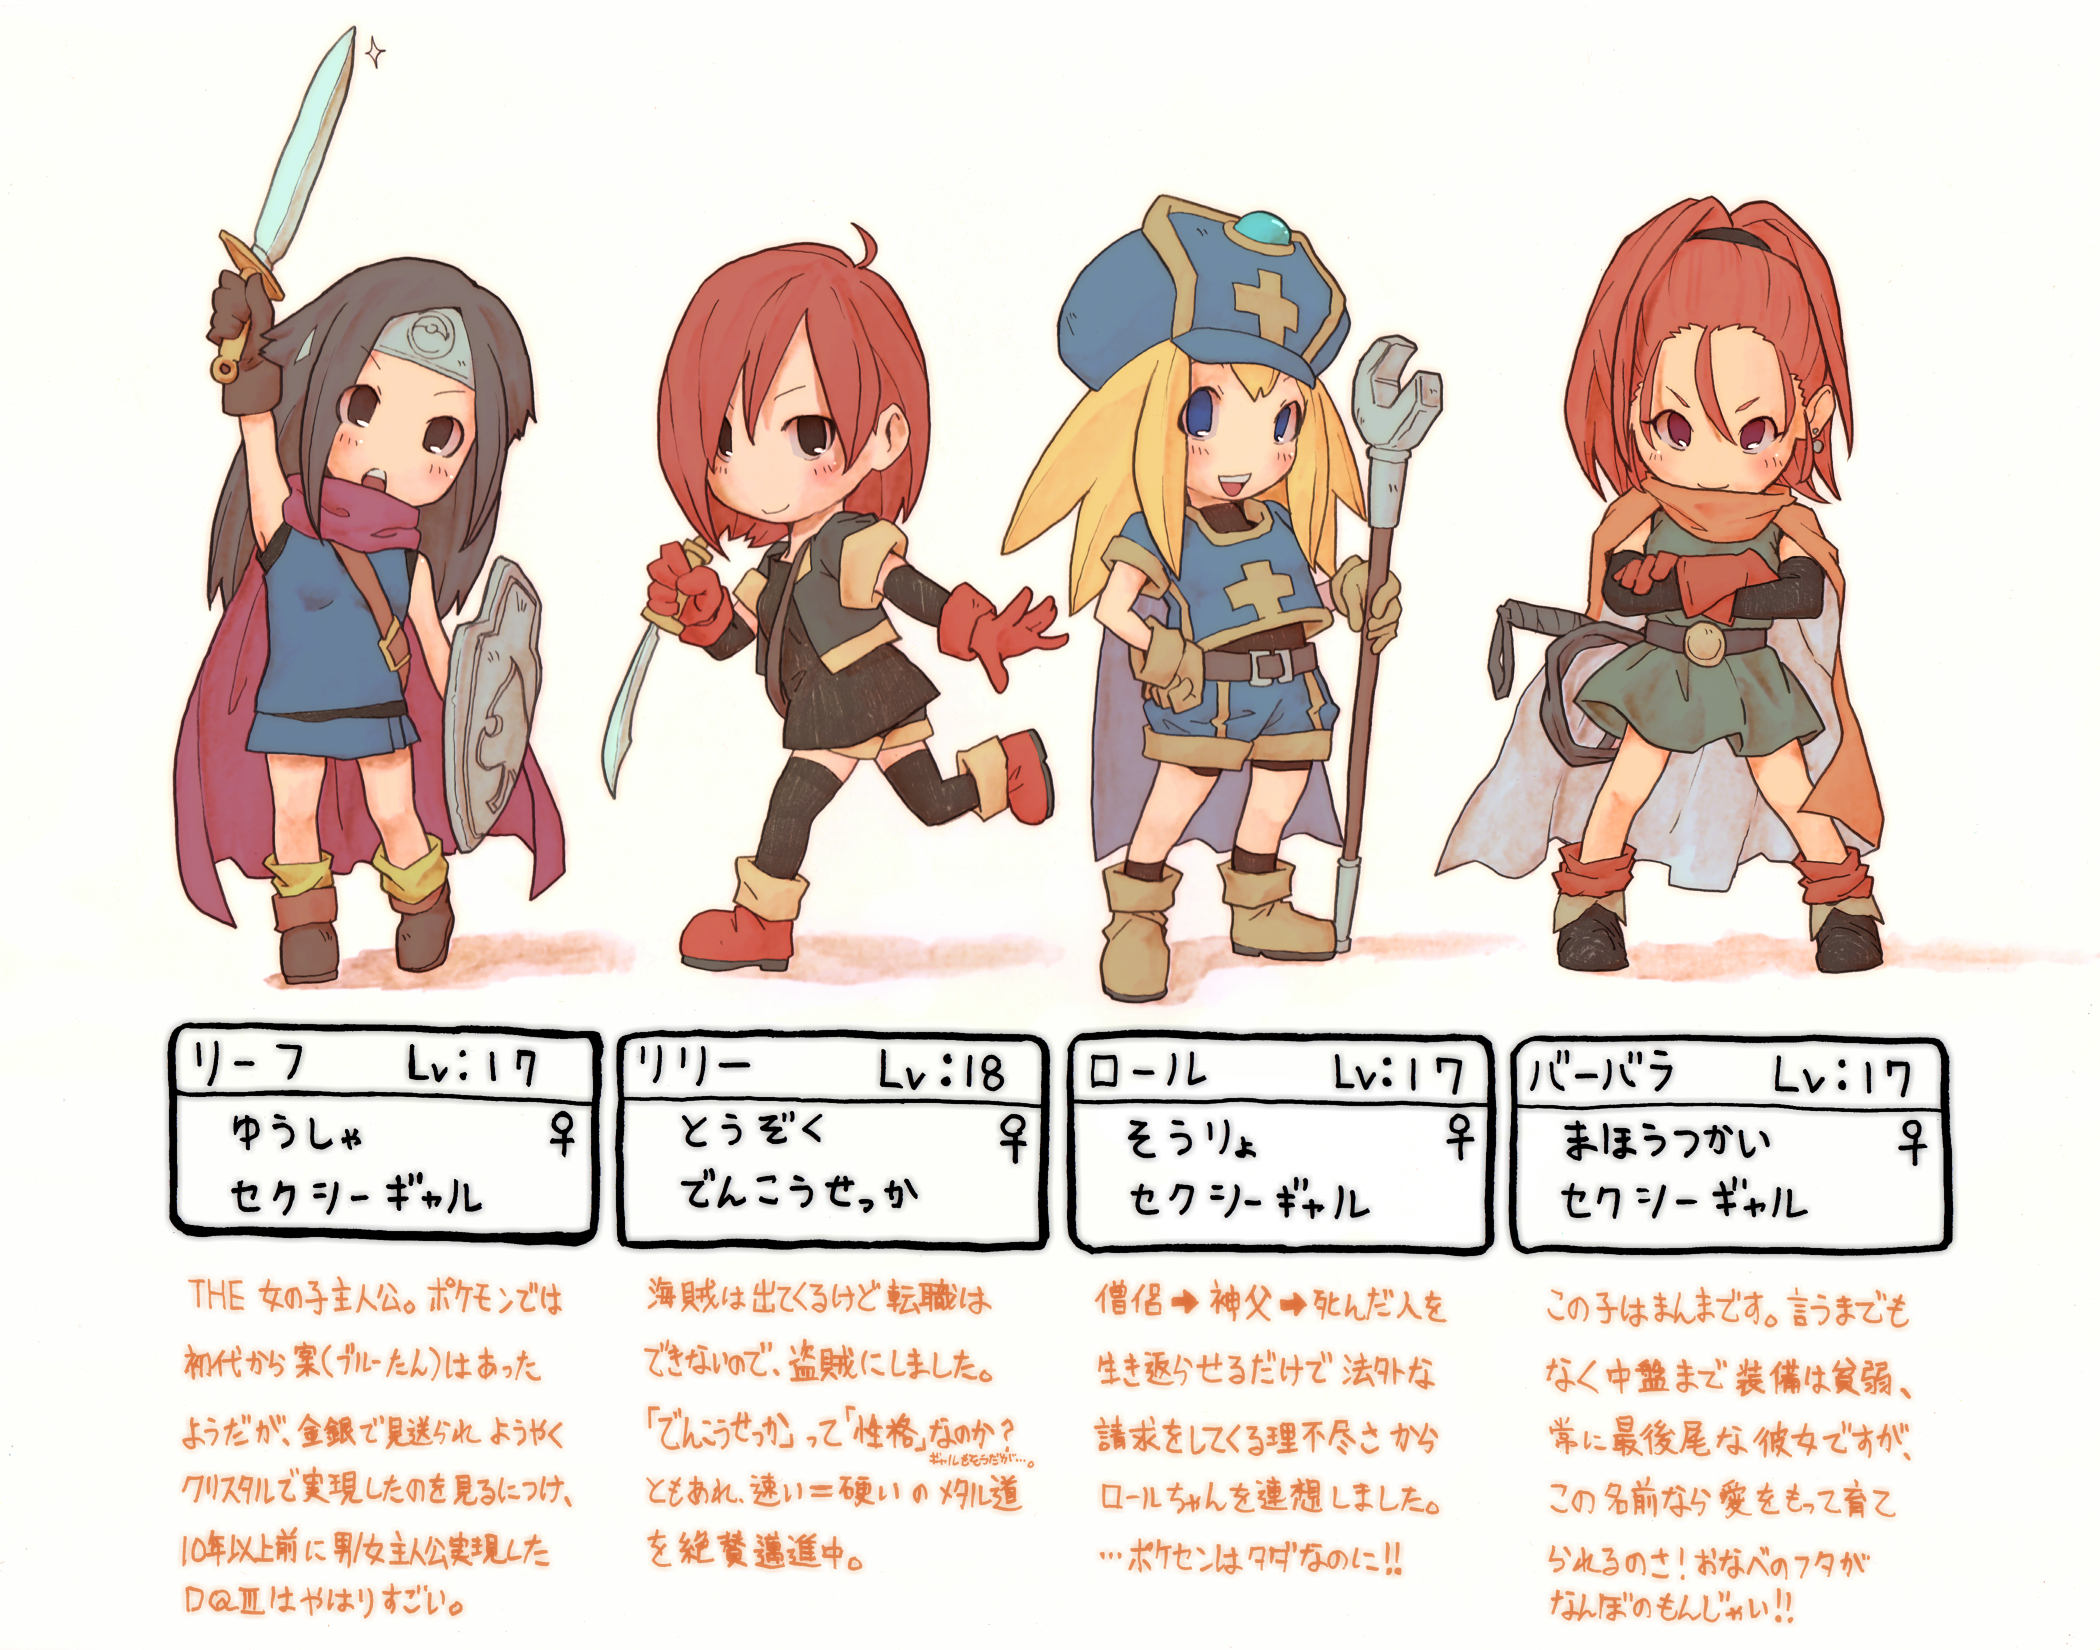 リーフ Lv:17
ゆうしゃ ♀
セクシーギャル
THE 女の子主人公。ポケモンでは
初代から案(ブルーたん)はあった
ようだが、金銀で見送られ ようやく
クリスタルで実現したのを見るにつけ、
10年以上前に男/女主人公実現した
D@Ⅲはやはりすごい。
リリー Lv:18
とうぞく ♀
でんこうせっか
海賊は出てくるけど転職は
できないので、盗賊にしました。
「でんこうせっか」って「性格」なのか?
ギャルもそうだが…。
ともあれ、速い=硬いのメタル道
を絶賛邁進中。
ロール Lv:17
そうりょ ♀
セクシーギャル
僧侶➡神父➡死んだ人を
生き返らせるだけで法外な
請求をしてくる理不尽さから
ロールちゃんを連想しました。
…ポケセンはタダなのに!!
バーバラ Lv:17
まほうつかい ♀
セクシーギャル
この子はまんまです。言うまでも
なく中盤まで装備は貧弱、
常に最後尾な彼女ですが、
この名前なら愛をもって育て
られるのさ!おなべのフタが
なんぼのもんじゃい!!